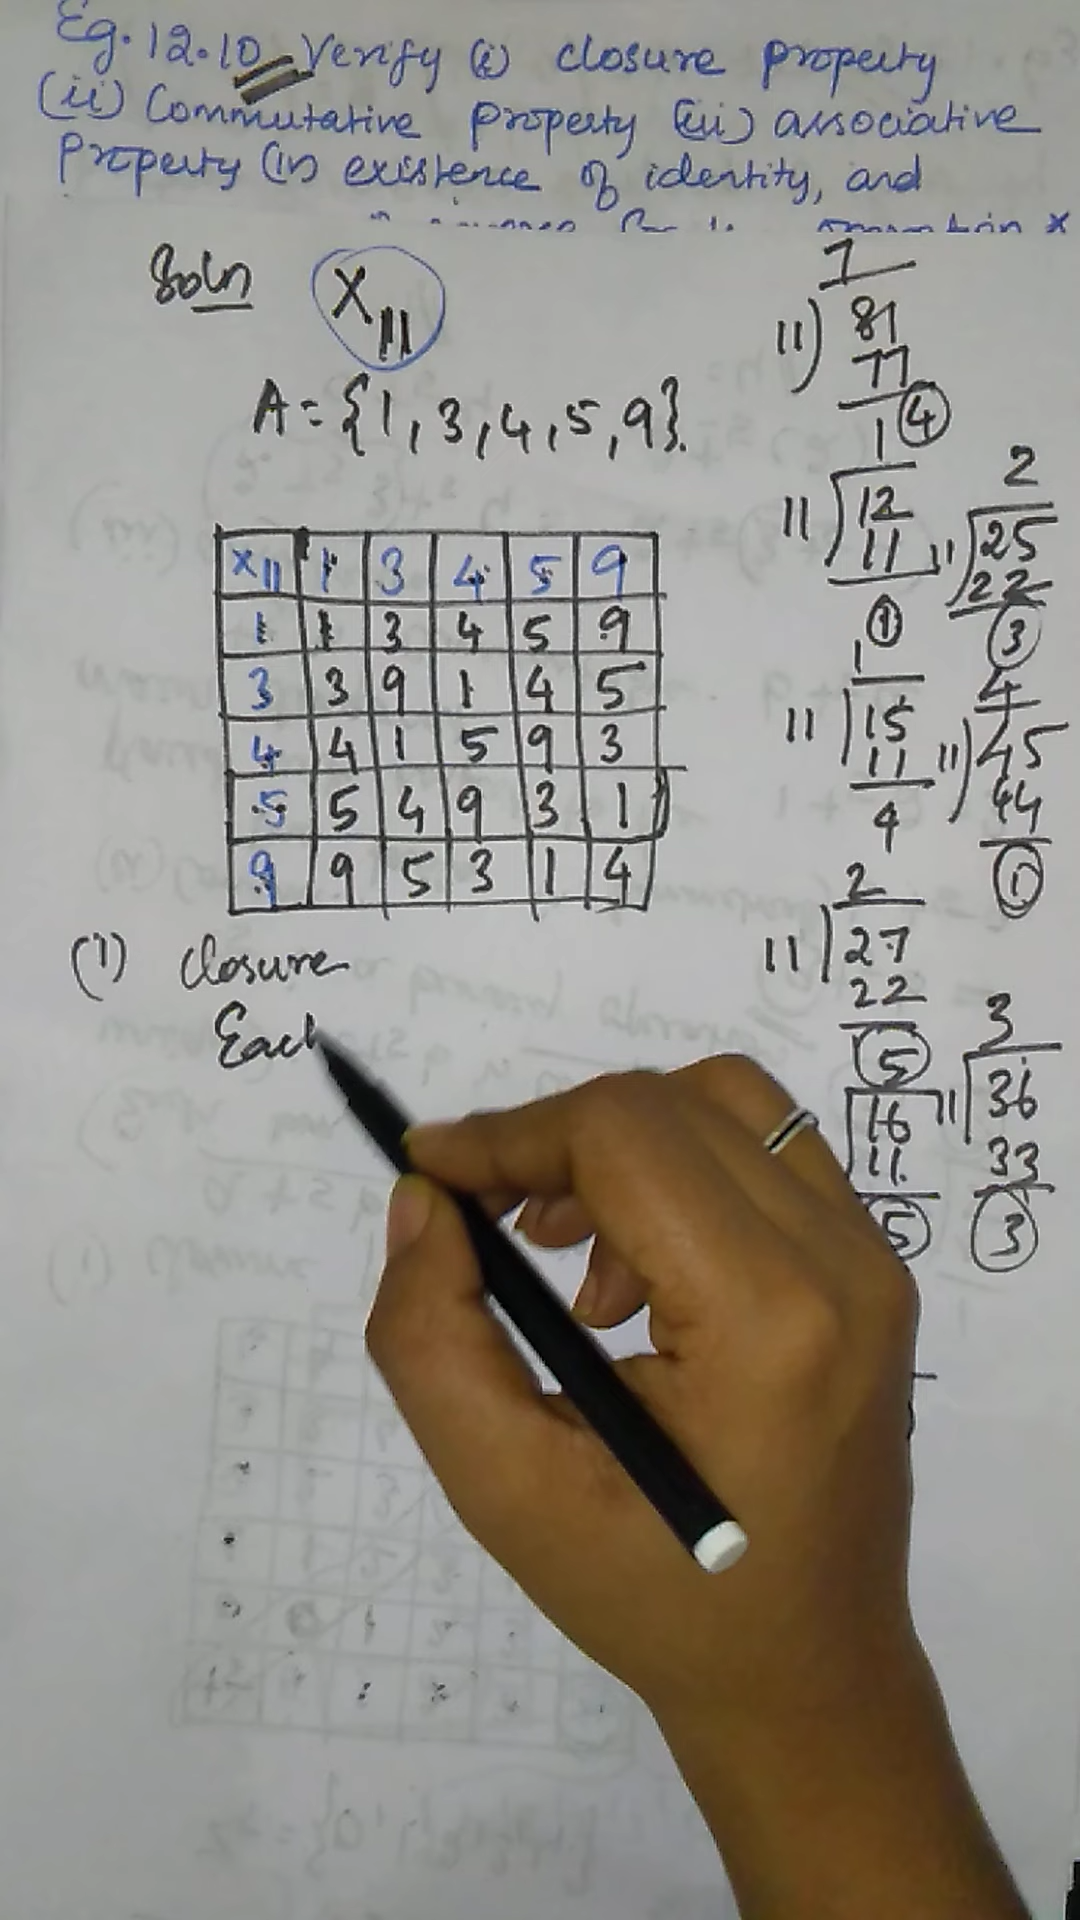 Eg. 12.10 Verify (i) closure property
(ii) Commutative property (iii) associative
Property (iv) existence of identity, and
Soln X11
A = {1, 3, 4, 5, 9}.
X11 1 3 4 5 9
1 1 3 4 5 9
3 3 9 1 4 5
4 4 1 5 9 3
5 5 4 9 3 1
9 9 5 3 1 4
(1) closure
Each
7
11) 81
77
4
1
11) 12
11
1
2
11) 25
22
3
1
11) 15
11
4
4
11) 45
44
1
2
11) 27
22
5
16
11
5
3
11) 36
33
3